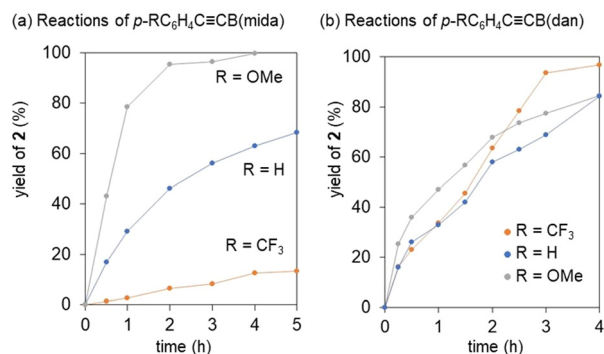 (a) Reactions of p-RC₆H₄C≡CB(mida)
100
80
60
40
20
0
yield of 2 (%)
R = OMe
R = H
R = CF₃
0 1 2 3 4 5
time (h)
(b) Reactions of p-RC₆H₄C≡CB(dan)
100
80
60
40
20
0
yield of 2 (%)
R = CF₃
R = H
R = OMe
0 1 2 3 4
time (h)